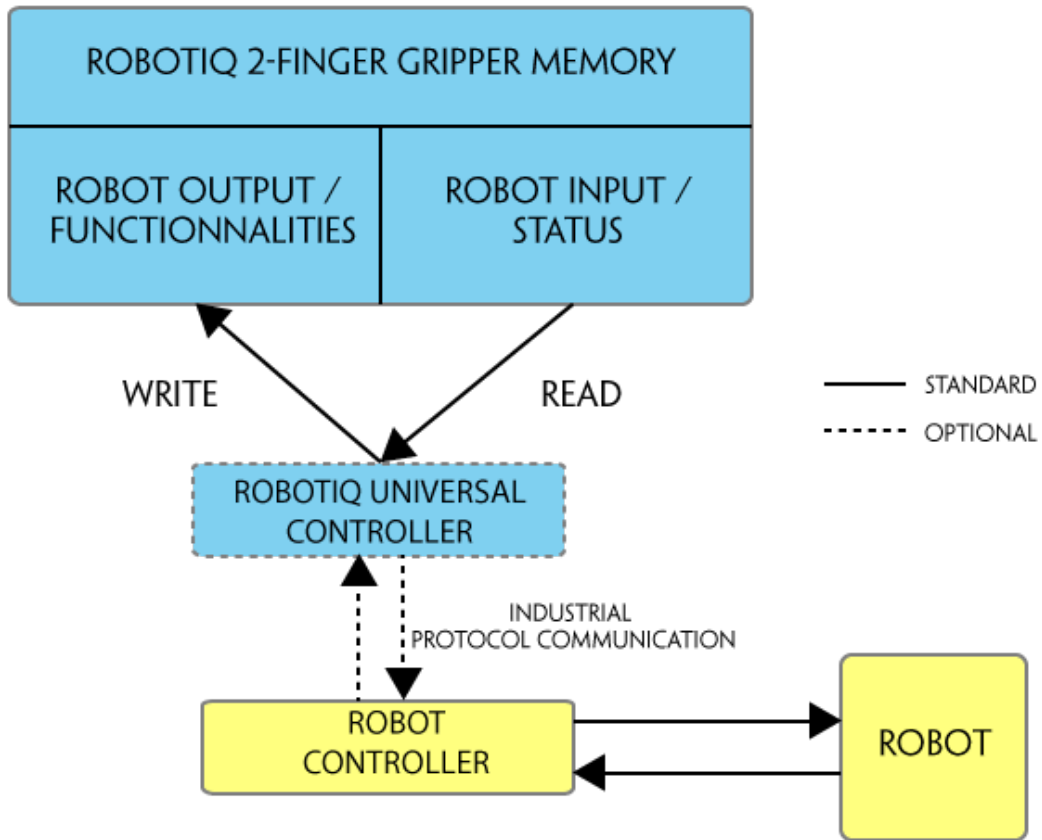 ROBOTIQ 2-FINGER GRIPPER MEMORY
ROBOT OUTPUT /
FUNCTIONNALITIES
ROBOT INPUT /
STATUS
WRITE
READ
STANDARD
OPTIONAL
ROBOTIQ UNIVERSAL
CONTROLLER
INDUSTRIAL
PROTOCOL COMMUNICATION
ROBOT
CONTROLLER
ROBOT